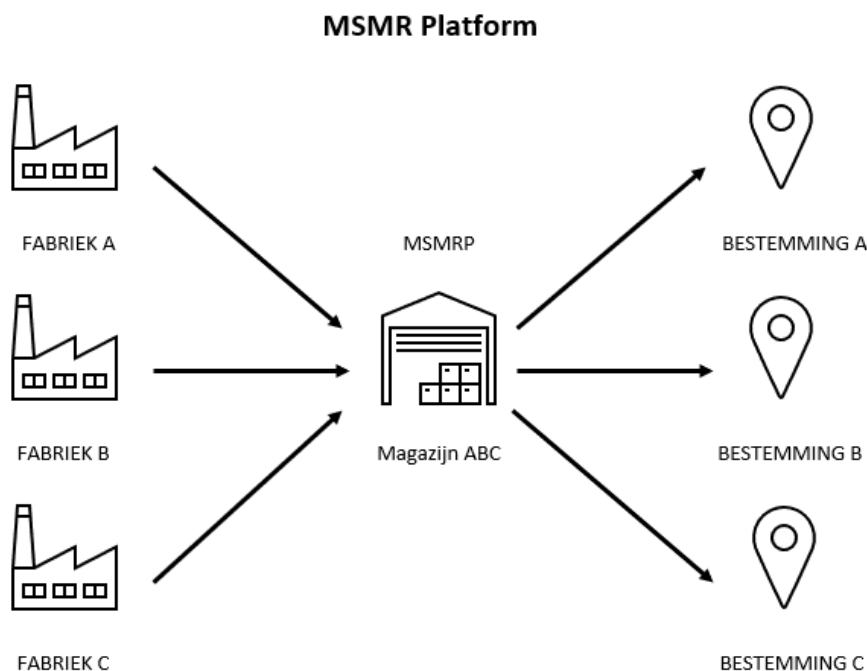 MSMR Platform
FABRIEK A
MSMRP
BESTEMMING A
FABRIEK B
Magazijn ABC
BESTEMMING B
FABRIEK C
BESTEMMING C